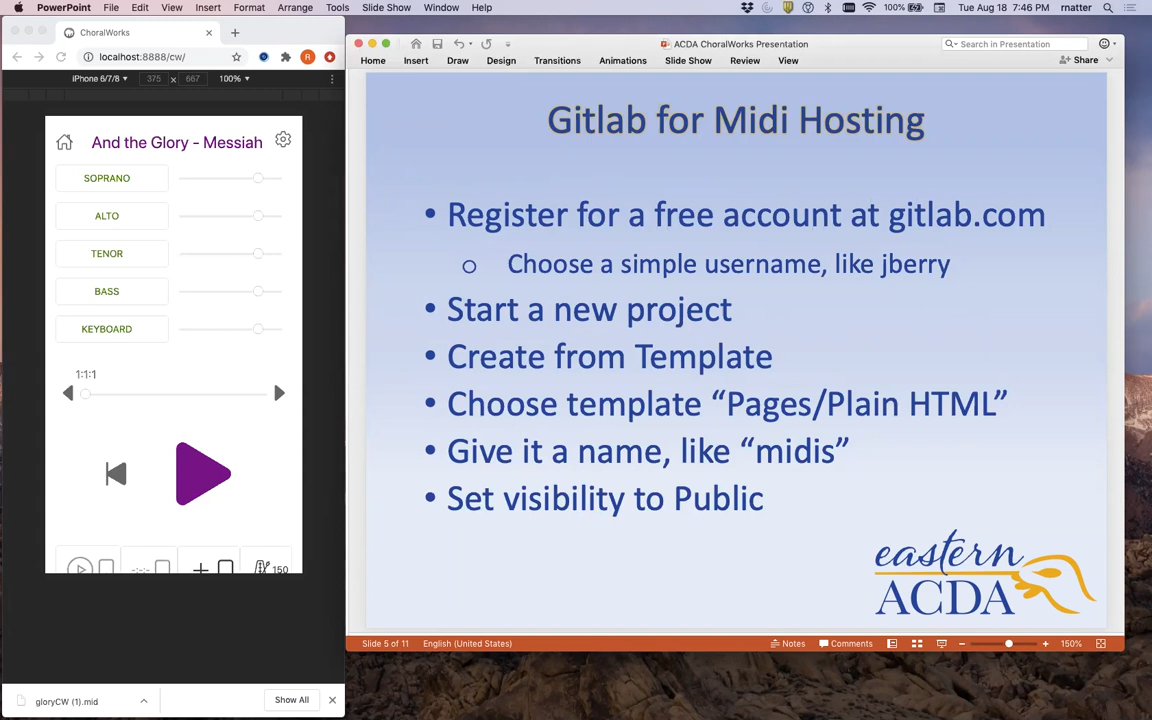 PowerPoint File Edit View Insert Format Arrange Tools Slide Show Window Help 100% Tue Aug 18 7:46 PM rnatter
ChoralWorks
localhost:8888/cw/
R
iPhone 6/7/8 375 x 667 100%
And the Glory - Messiah
SOPRANO
ALTO
TENOR
BASS
KEYBOARD
1:1:1
150
gloryCW (1).mid
Show All
ACDA ChoralWorks Presentation
Search in Presentation
Home Insert Draw Design Transitions Animations Slide Show Review View Share
Gitlab for Midi Hosting
• Register for a free account at gitlab.com
o Choose a simple username, like jberry
• Start a new project
• Create from Template
• Choose template “Pages/Plain HTML”
• Give it a name, like “midis”
• Set visibility to Public
eastern
ACDA
Slide 5 of 11 English (United States) Notes Comments 150%